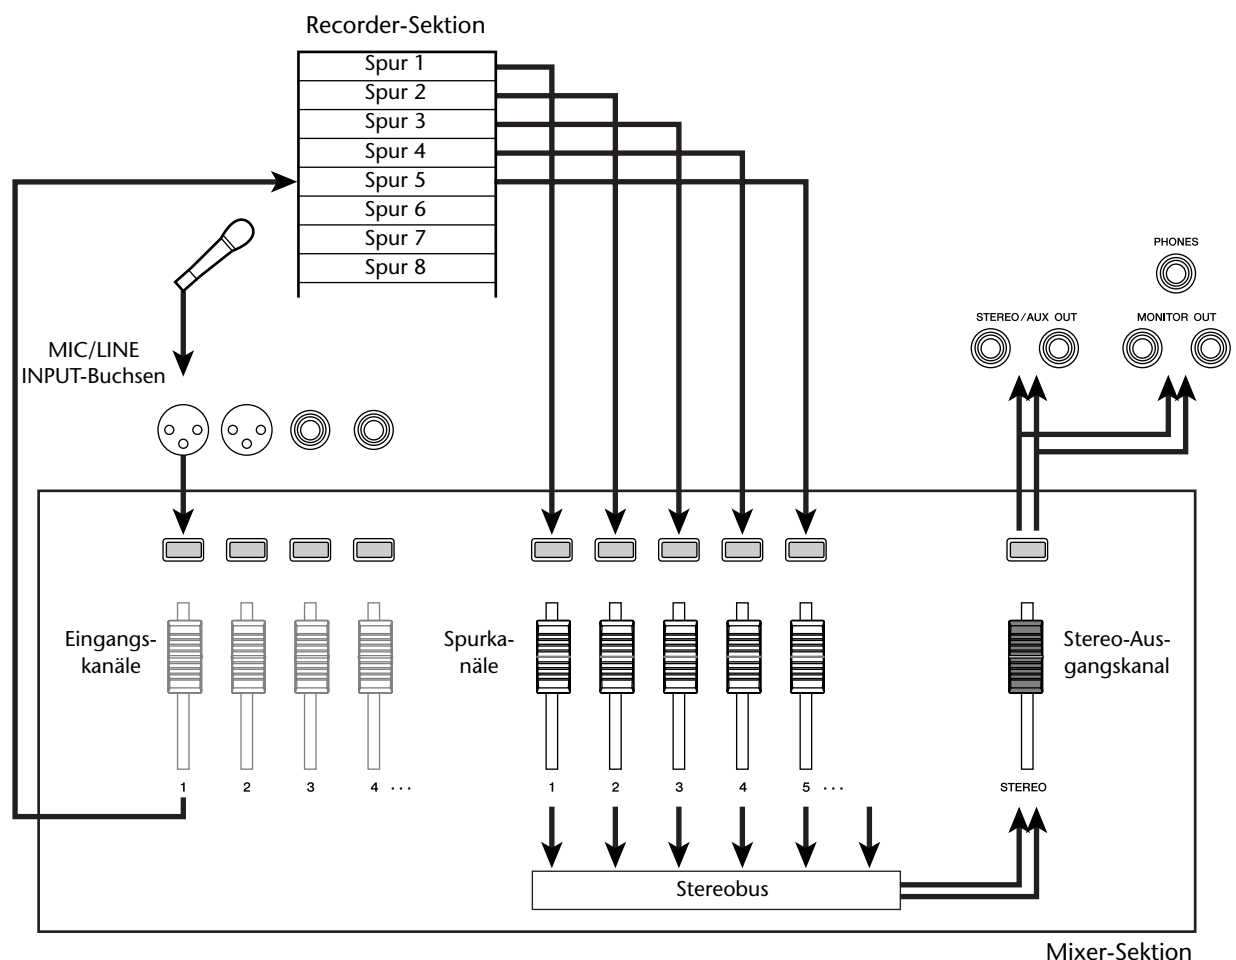 Recorder-Sektion
Spur 1
Spur 2
Spur 3
Spur 4
Spur 5
Spur 6
Spur 7
Spur 8
PHONES
STEREO/AUX OUT
MONITOR OUT
MIC/LINE
INPUT-Buchsen
Eingangs-
kanäle
Spurka-
näle
Stereo-Aus-
gangskanal
1
2
3
4 ...
1
2
3
4
5 ...
STEREO
Stereobus
Mixer-Sektion